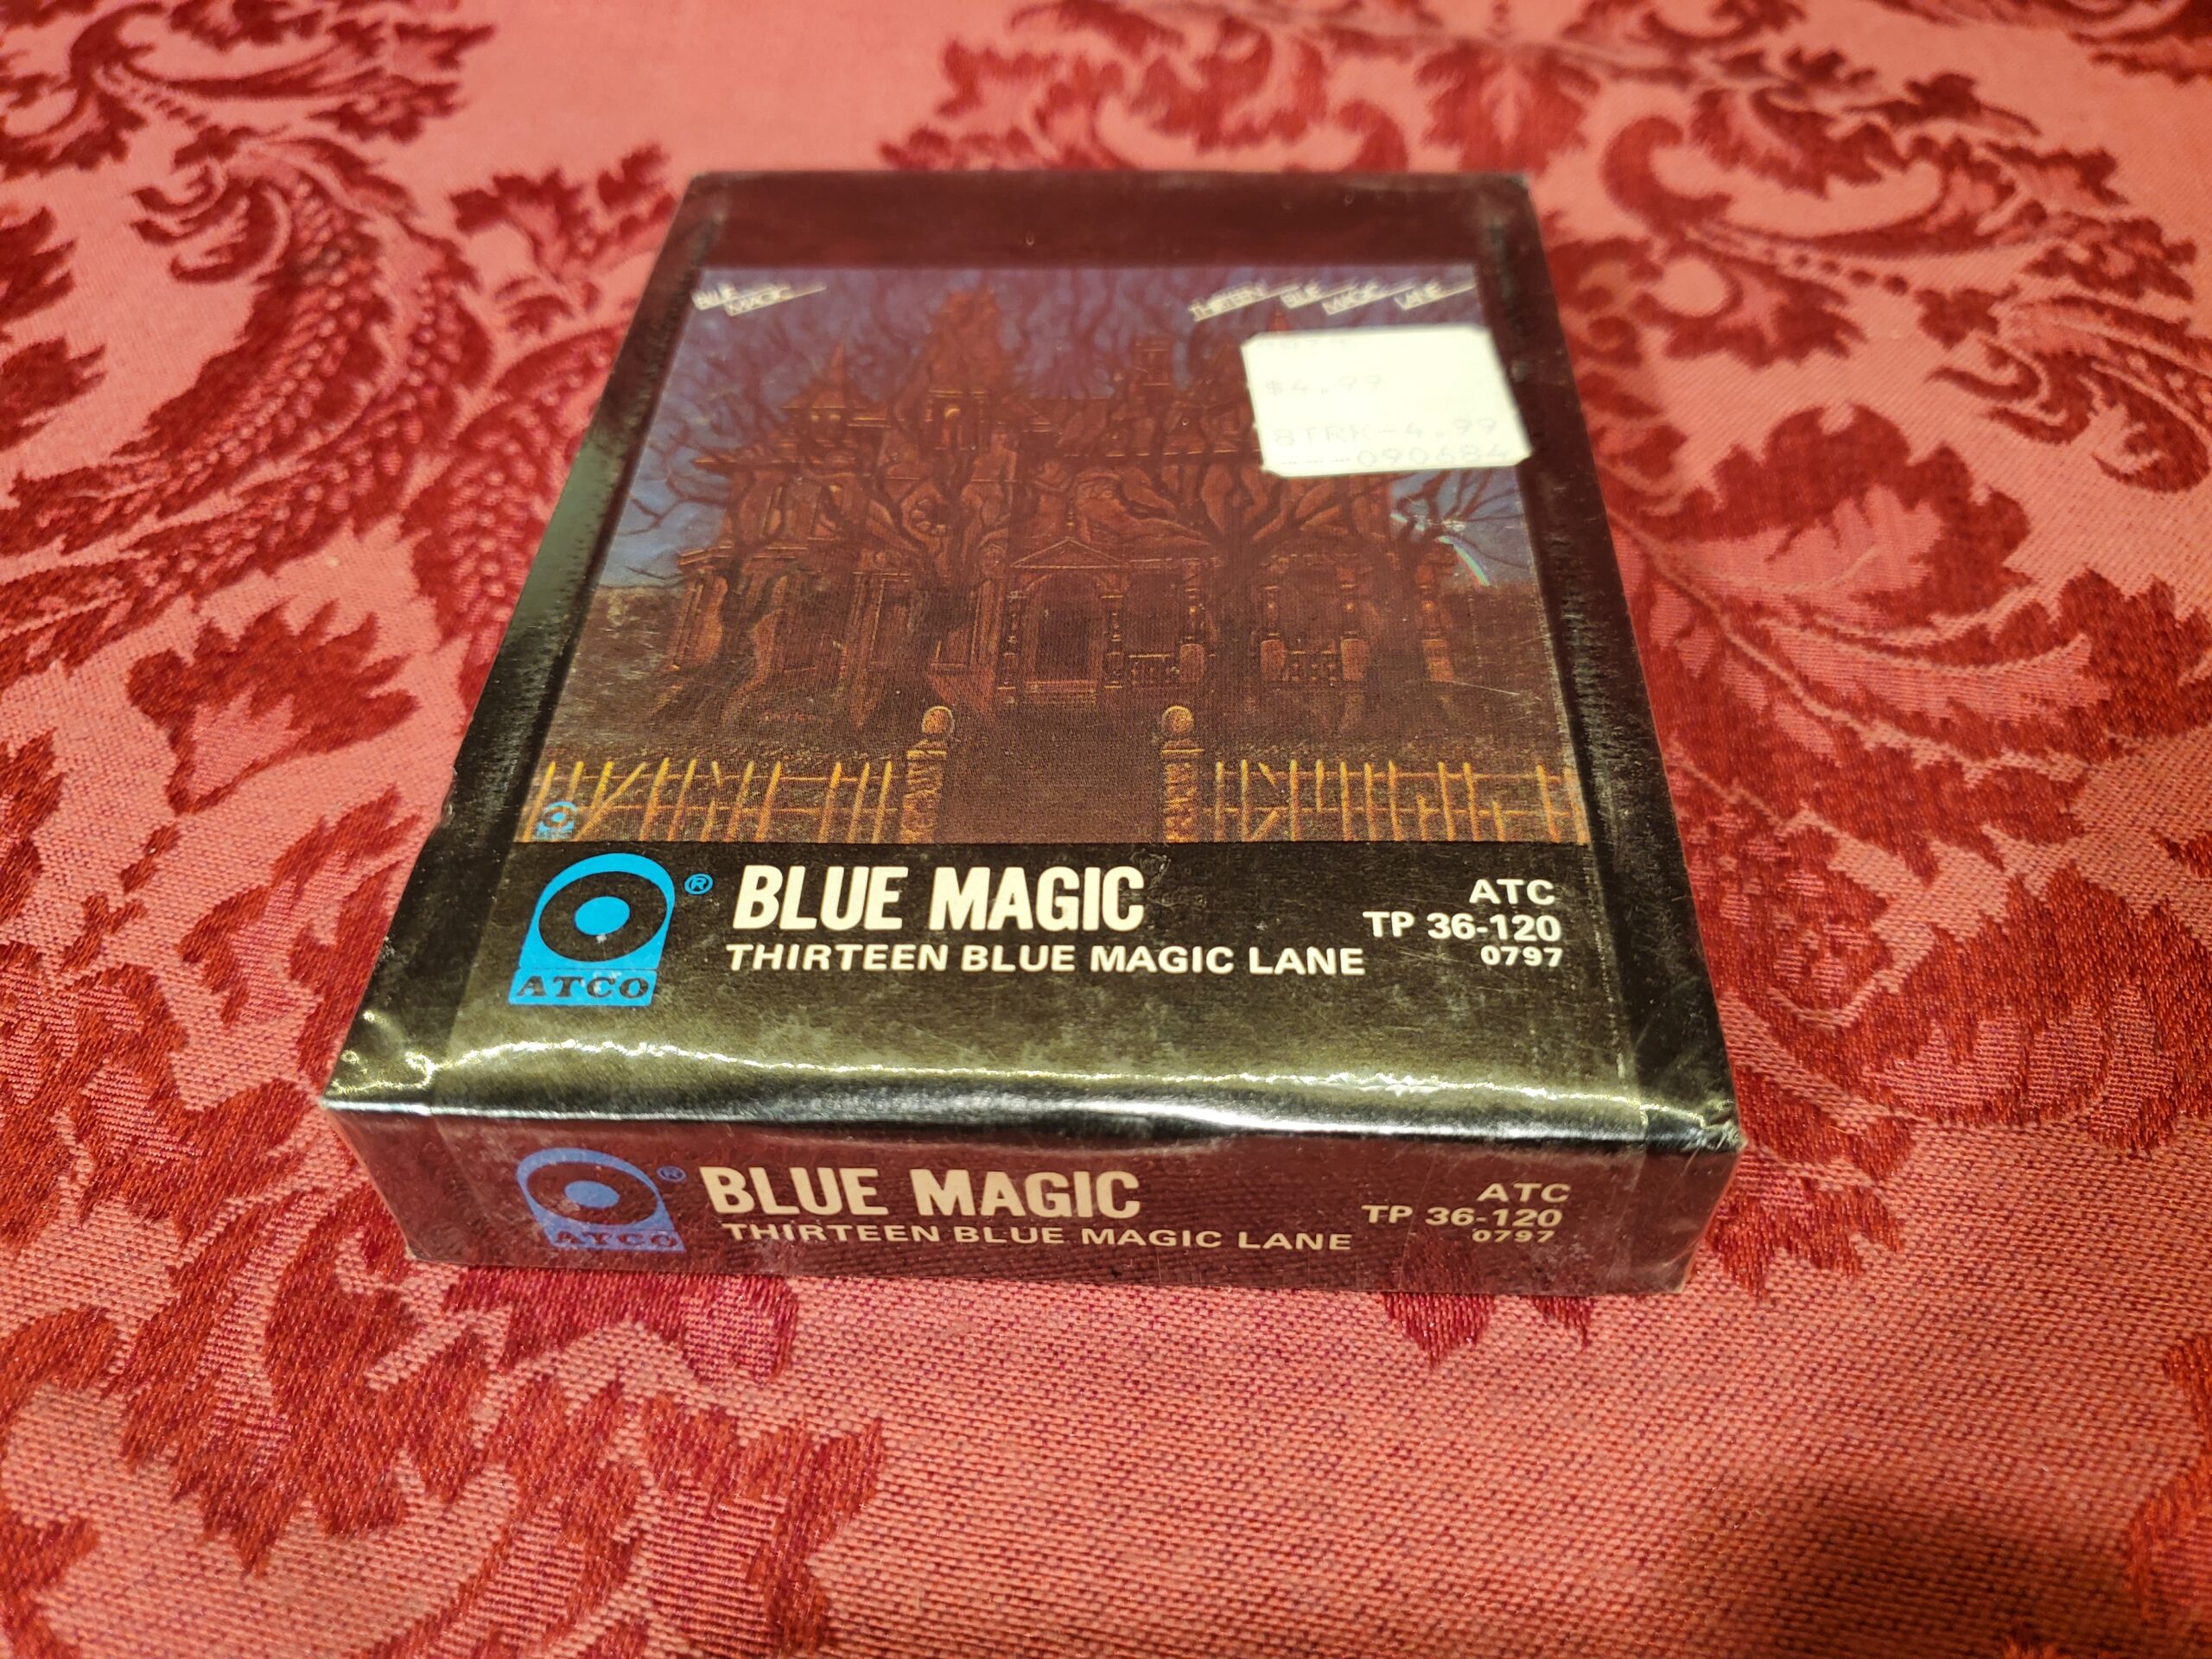 BLUE MAGIC
THIRTEEN BLUE MAGIC LANE
$4.99
8TRK-4.99
----090684
ATCO
®
BLUE MAGIC
THIRTEEN BLUE MAGIC LANE
ATC
TP 36-120
0797
ATCO
®
BLUE MAGIC
THIRTEEN BLUE MAGIC LANE
ATC
TP 36-120
0797